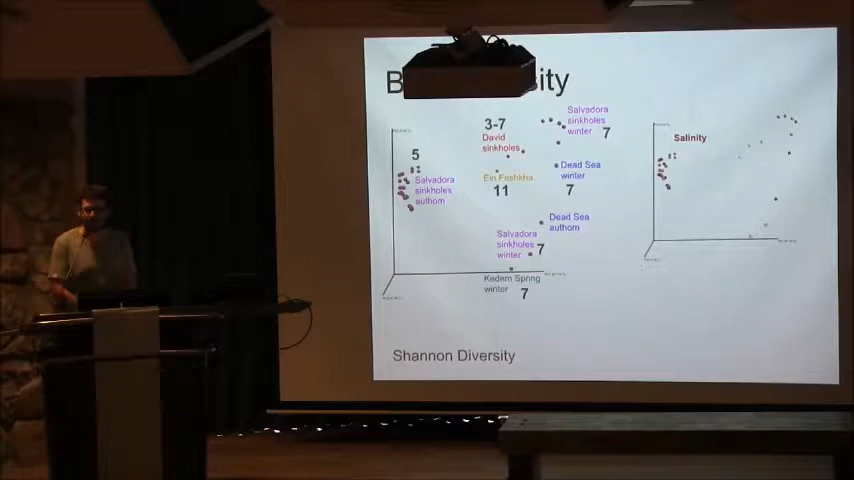 Salvadora
sinkholes
winter 7
3-7
David
sinkholes
Salinity
5
Salvadora
sinkholes
authom
Dead Sea
winter
7
Ein Feshkha
11
Dead Sea
authom
Salvadora
sinkholes
winter 7
Kedem Spring
winter 7
Shannon Diversity